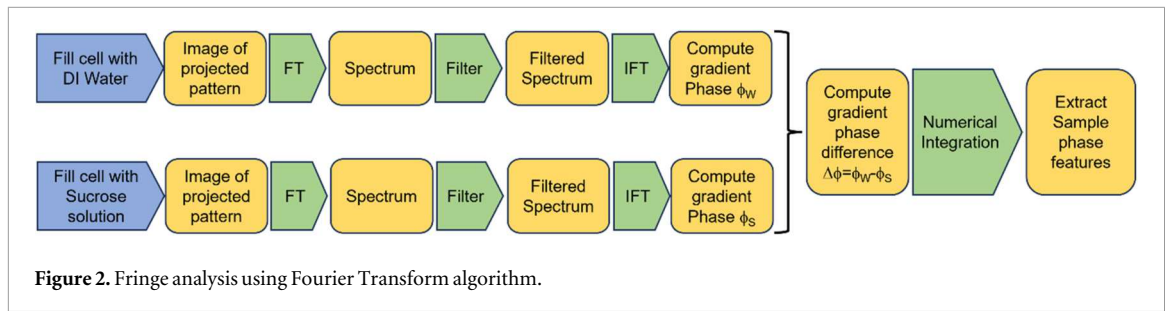 Fill cell with
DI Water
Image of
projected
pattern
FT
Spectrum
Filter
Filtered
Spectrum
IFT
Compute
gradient
Phase ϕW
Fill cell with
Sucrose
solution
Image of
projected
pattern
FT
Spectrum
Filter
Filtered
Spectrum
IFT
Compute
gradient
Phase ϕS
Compute
gradient
phase
difference
Δϕ=ϕW-ϕS
Numerical
Integration
Extract
Sample
phase
features
Figure 2. Fringe analysis using Fourier Transform algorithm.